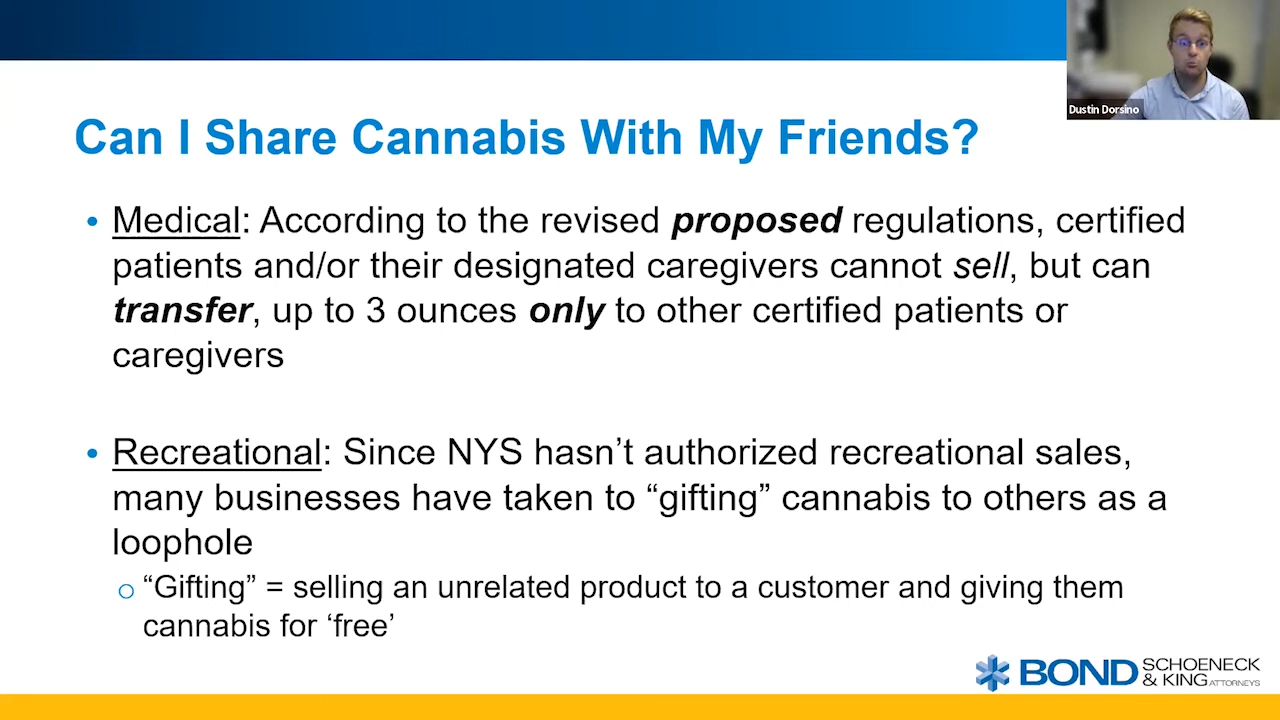 Dustin Dorsino
Can I Share Cannabis With My Friends?
• Medical: According to the revised proposed regulations, certified
patients and/or their designated caregivers cannot sell, but can
transfer, up to 3 ounces only to other certified patients or
caregivers
• Recreational: Since NYS hasn’t authorized recreational sales,
many businesses have taken to “gifting” cannabis to others as a
loophole
o “Gifting” = selling an unrelated product to a customer and giving them
cannabis for ‘free’
BOND SCHOENECK
& KING ATTORNEYS